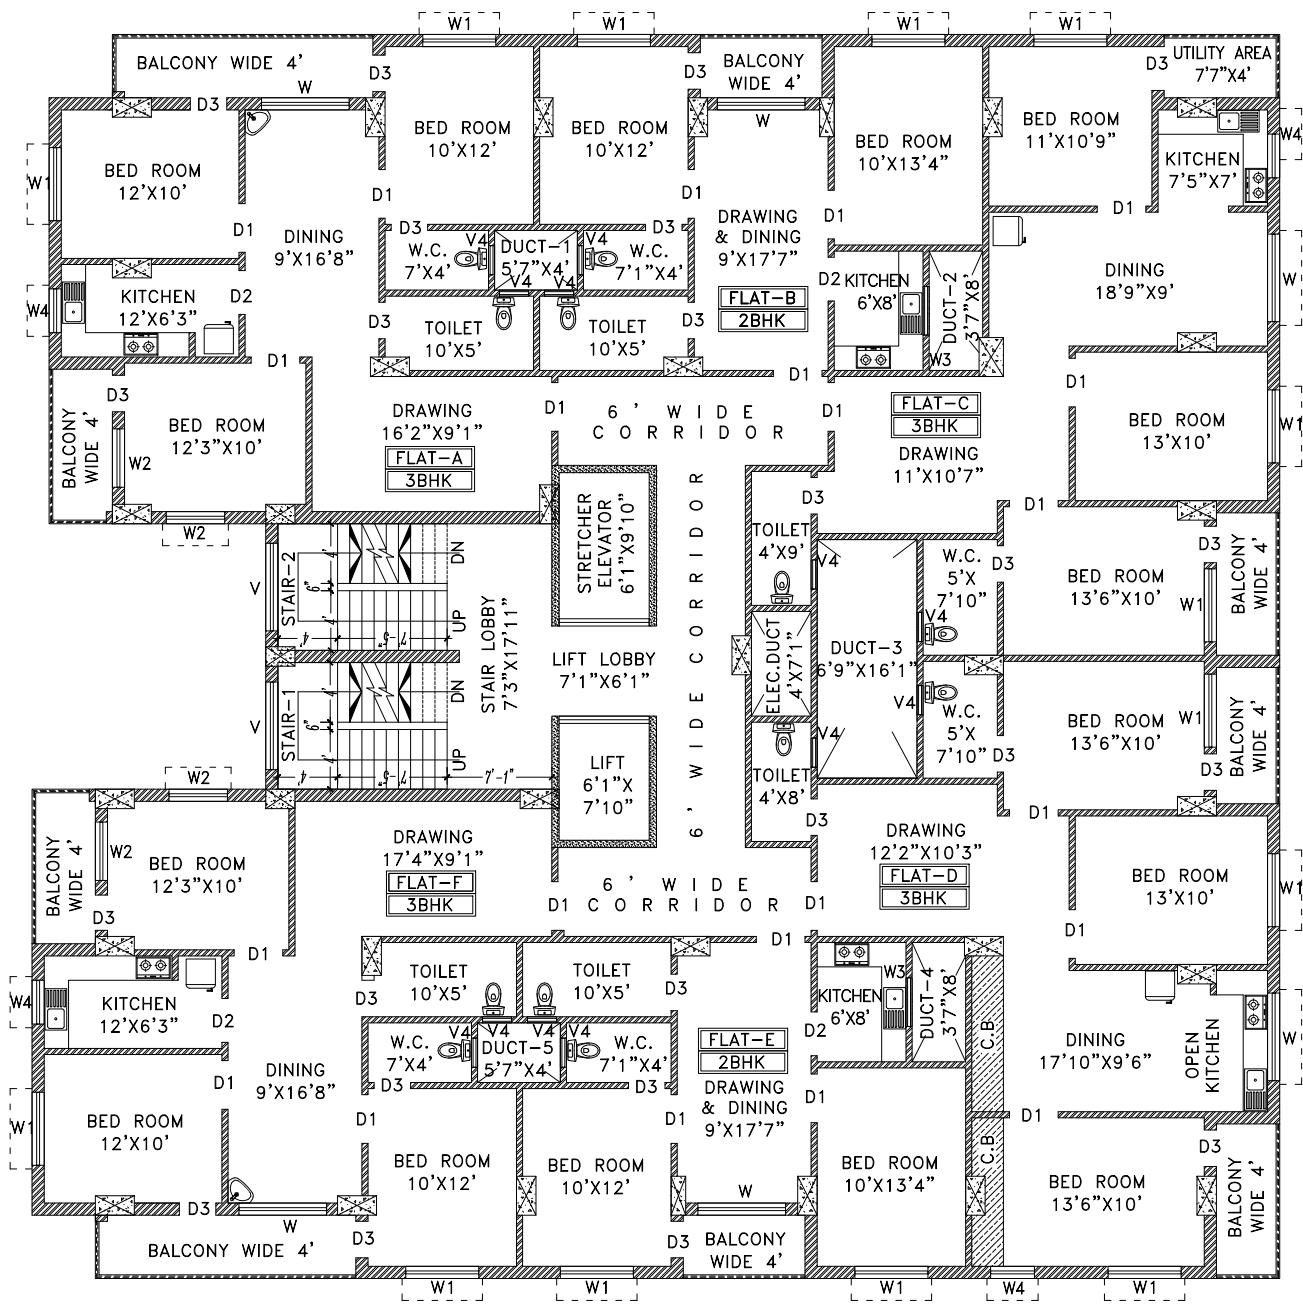 W1
W1
W1
W1
BALCONY WIDE 4'
D3
D3
BALCONY
WIDE 4'
D3
UTILITY AREA
7'7"X4'
W
D3
W
BED ROOM
10'X12'
BED ROOM
10'X12'
BED ROOM
10'X13'4"
BED ROOM
11'X10'9"
W4
KITCHEN
7'5"X7'
W1
BED ROOM
12'X10'
D1
D1
D1
D1
D1
DINING
9'X16'8"
D3
W.C.
7'X4'
V4
DUCT-1
5'7"X4'
V4
V4
V4
D3
W.C.
7'1"X4'
DRAWING
& DINING
9'X17'7"
FLAT-B
2BHK
D2
KITCHEN
6'X8'
DUCT-2
3'7"X8'
W3
DINING
18'9"X9'
W
W4
KITCHEN
12'X6'3"
D2
D3
TOILET
10'X5'
TOILET
10'X5'
D3
D1
D1
D1
D3
BALCONY
WIDE 4'
BED ROOM
12'3"X10'
W2
W2
DRAWING
16'2"X9'1"
FLAT-A
3BHK
D1
6' WIDE
CORRIDOR
D1
FLAT-C
3BHK
DRAWING
11'X10'7"
BED ROOM
13'X10'
W1
D1
STRETCHER
ELEVATOR
6'1"X9'10"
6' WIDE CORRIDOR
D3
TOILET
4'X9'
V4
W.C.
5'X
7'10"
D3
V4
BED ROOM
13'6"X10'
D3
W1
BALCONY
WIDE 4'
V
STAIR-2
4'
6"
4'
7'-5"
DN
UP
STAIR LOBBY
7'3"X17'11"
LIFT LOBBY
7'1"X6'1"
ELEC.DUCT
4'X7'1"
DUCT-3
6'9"X16'1"
V
STAIR-1
4'
6"
4'
4'
7'-5"
7'-1"
DN
UP
V4
W.C.
5'X
7'10"
D3
BED ROOM
13'6"X10'
W1
D3
BALCONY
WIDE 4'
LIFT
6'1"X
7'10"
V4
TOILET
4'X8'
D3
D1
W2
BALCONY
WIDE 4'
W2
BED ROOM
12'3"X10'
D3
D1
DRAWING
17'4"X9'1"
FLAT-F
3BHK
D1
6' WIDE
CORRIDOR
D1
D1
DRAWING
12'2"X10'3"
FLAT-D
3BHK
D1
BED ROOM
13'X10'
W1
W4
KITCHEN
12'X6'3"
D2
D3
TOILET
10'X5'
TOILET
10'X5'
D3
D2
KITCHEN
6'X8'
W3
DUCT-4
3'7"X8'
C.B
DINING
17'10"X9'6"
OPEN
KITCHEN
W
W.C.
7'X4'
D3
V4
V4
DUCT-5
5'7"X4'
V4
V4
W.C.
7'1"X4'
D3
FLAT-E
2BHK
DRAWING
& DINING
9'X17'7"
D1
DINING
9'X16'8"
D1
W1
BED ROOM
12'X10'
D1
BED ROOM
10'X12'
BED ROOM
10'X12'
D1
D1
BED ROOM
10'X13'4"
C.B.
BED ROOM
13'6"X10'
D3
BALCONY
WIDE 4'
D3
W
BALCONY WIDE 4'
D3
D3
W
BALCONY
WIDE 4'
W1
W1
W1
W4
W1